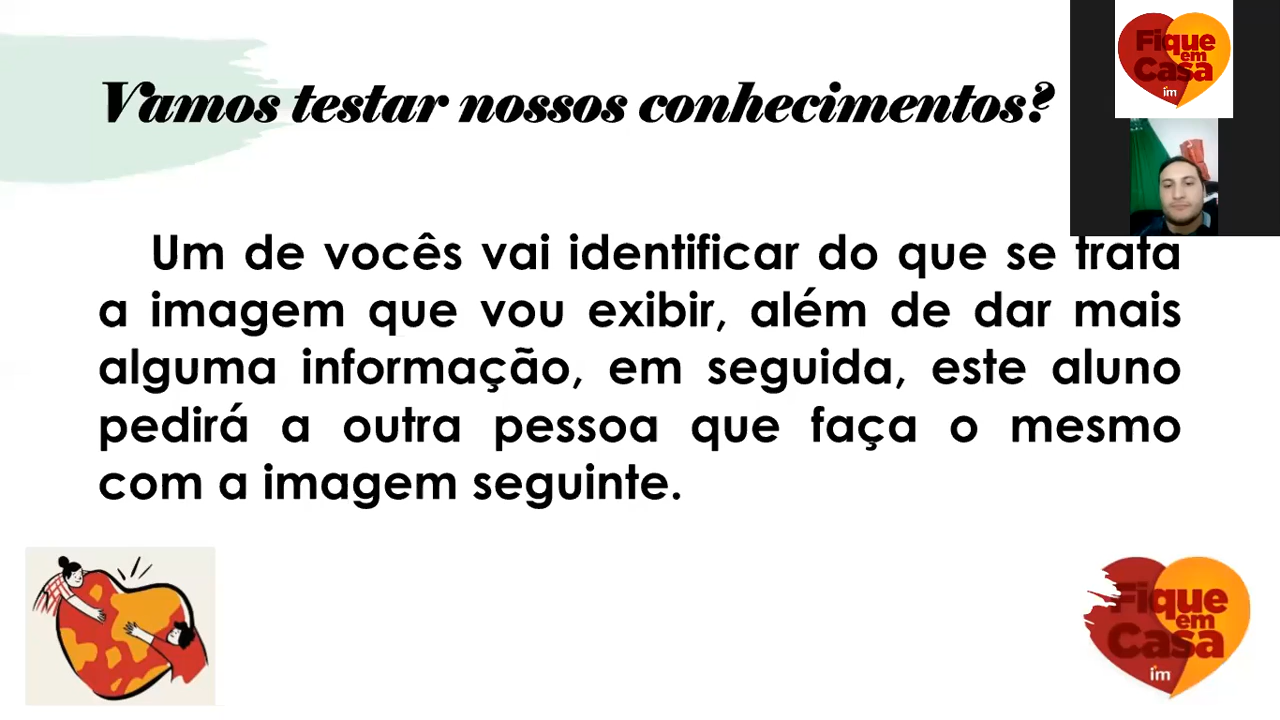 Vamos testar nossos conhecimentos?
Fique
em
Casa
im
Um de vocês vai identificar do que se trata
a imagem que vou exibir, além de dar mais
alguma informação, em seguida, este aluno
pedirá a outra pessoa que faça o mesmo
com a imagem seguinte.
Fique
em
Casa
im